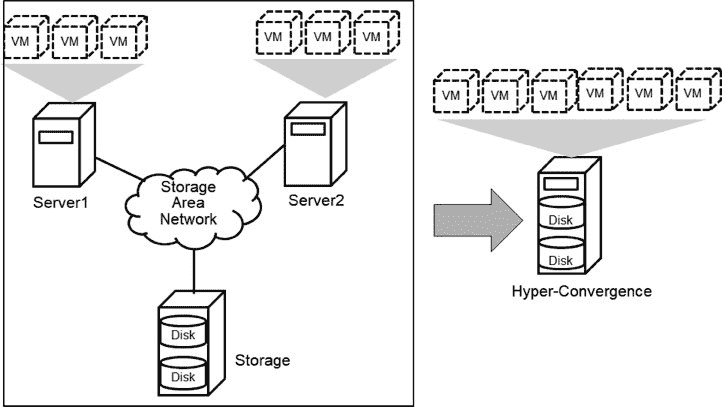 VM VM VM
VM VM VM
VM VM VM VM VM VM
Server1
Storage
Area
Network
Server2
Disk
Disk
Storage
Disk
Disk
Hyper-Convergence